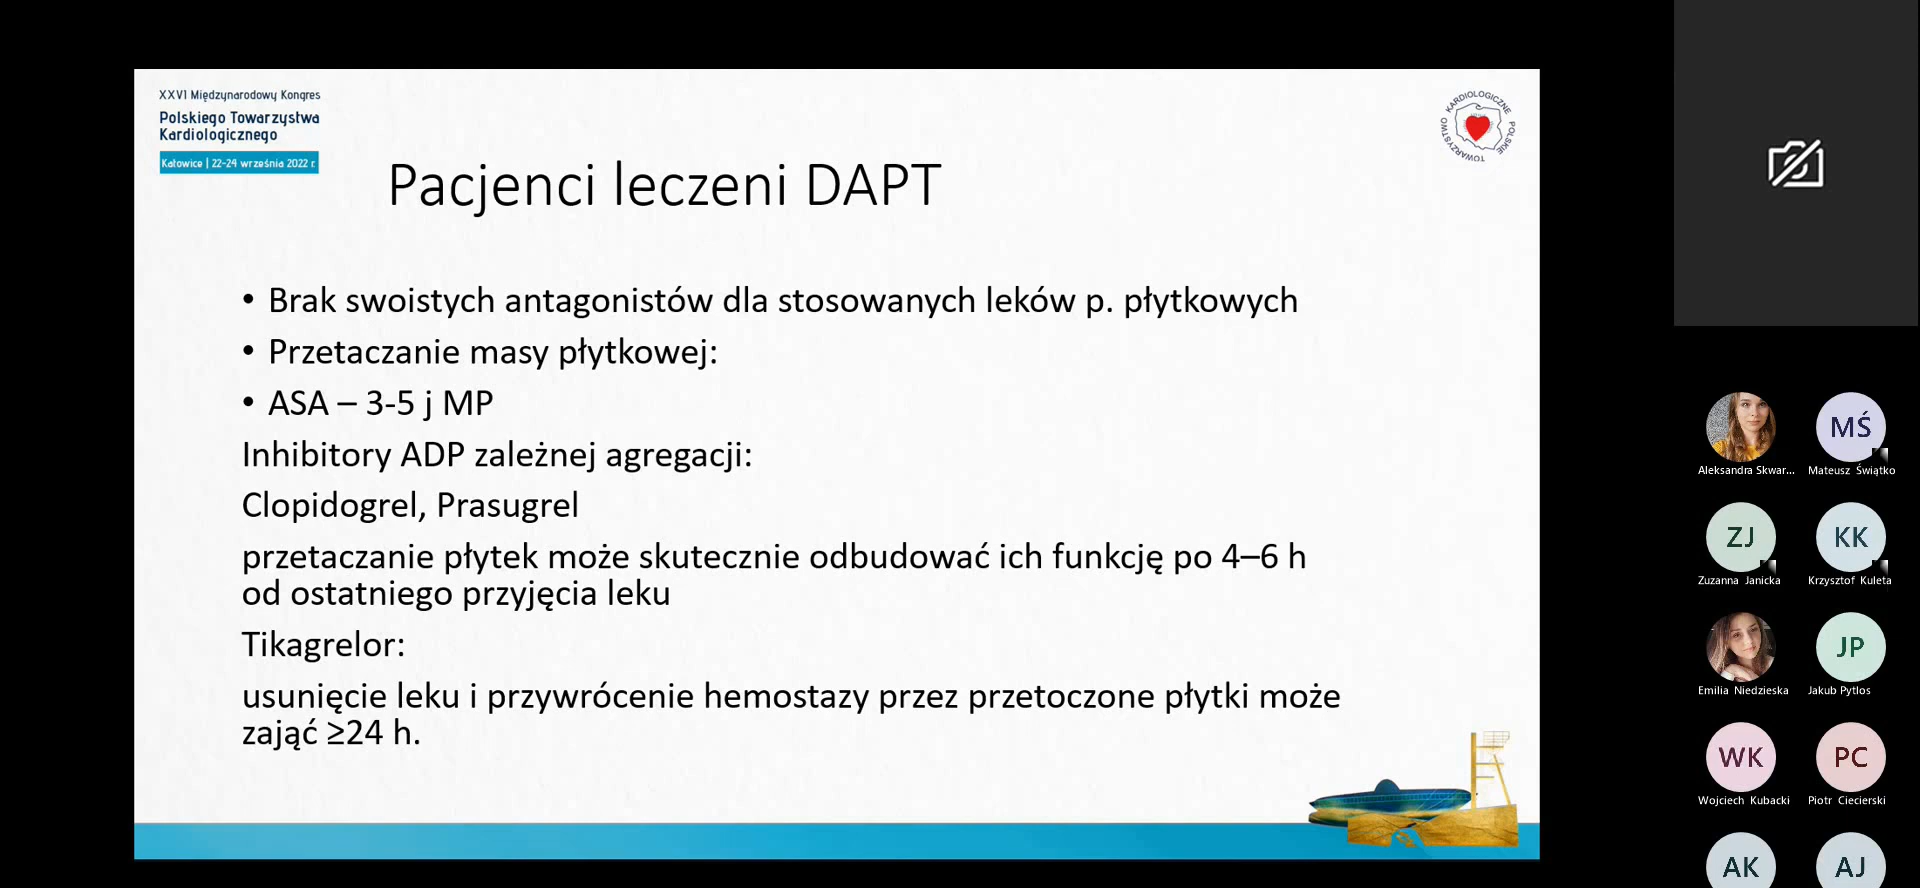 XXVI Międzynarodowy Kongres
Polskiego Towarzystwa
Kardiologicznego
Katowice | 22-24 września 2022 r.
POLSKIE TOWARZYSTWO KARDIOLOGICZNE
Pacjenci leczeni DAPT
• Brak swoistych antagonistów dla stosowanych leków p. płytkowych
• Przetaczanie masy płytkowej:
• ASA – 3-5 j MP
Inhibitory ADP zależnej agregacji:
Clopidogrel, Prasugrel
przetaczanie płytek może skutecznie odbudować ich funkcję po 4–6 h
od ostatniego przyjęcia leku
Tikagrelor:
usunięcie leku i przywrócenie hemostazy przez przetoczone płytki może
zająć ≥24 h.
MŚ
Aleksandra Skwar... Mateusz Świątko
ZJ KK
Zuzanna Janicka Krzysztof Kuleta
JP
Emilia Niedzieska Jakub Pytlos
WK PC
Wojciech Kubacki Piotr Ciecierski
AK AJ